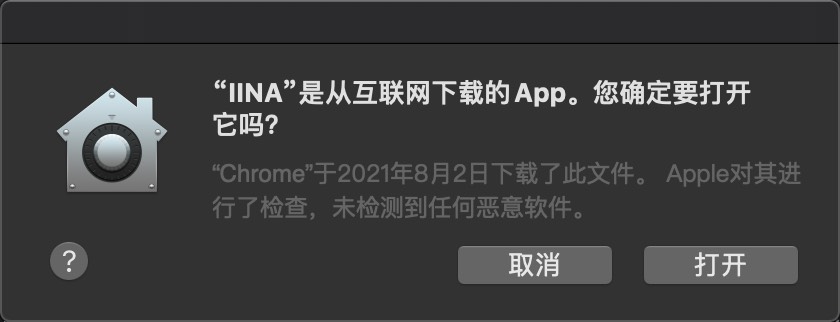 “IINA”是从互联网下载的App。您确定要打开
它吗？
“Chrome”于2021年8月2日下载了此文件。 Apple对其进
行了检查，未检测到任何恶意软件。
?
取消
打开